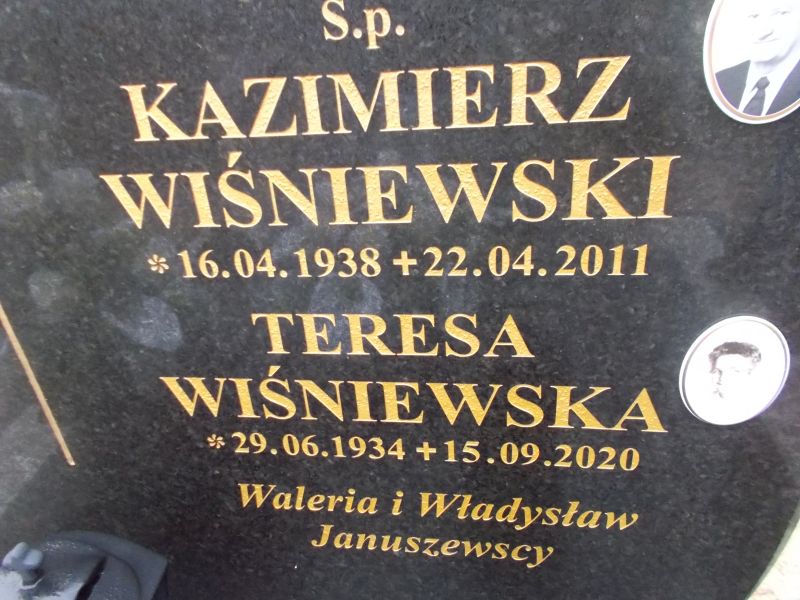 Ś.p.
KAZIMIERZ
WIŚNIEWSKI
*16.04.1938 +22.04.2011
TERESA
WIŚNIEWSKA
*29.06.1934 +15.09.2020
Waleria i Władysław
Januszewscy